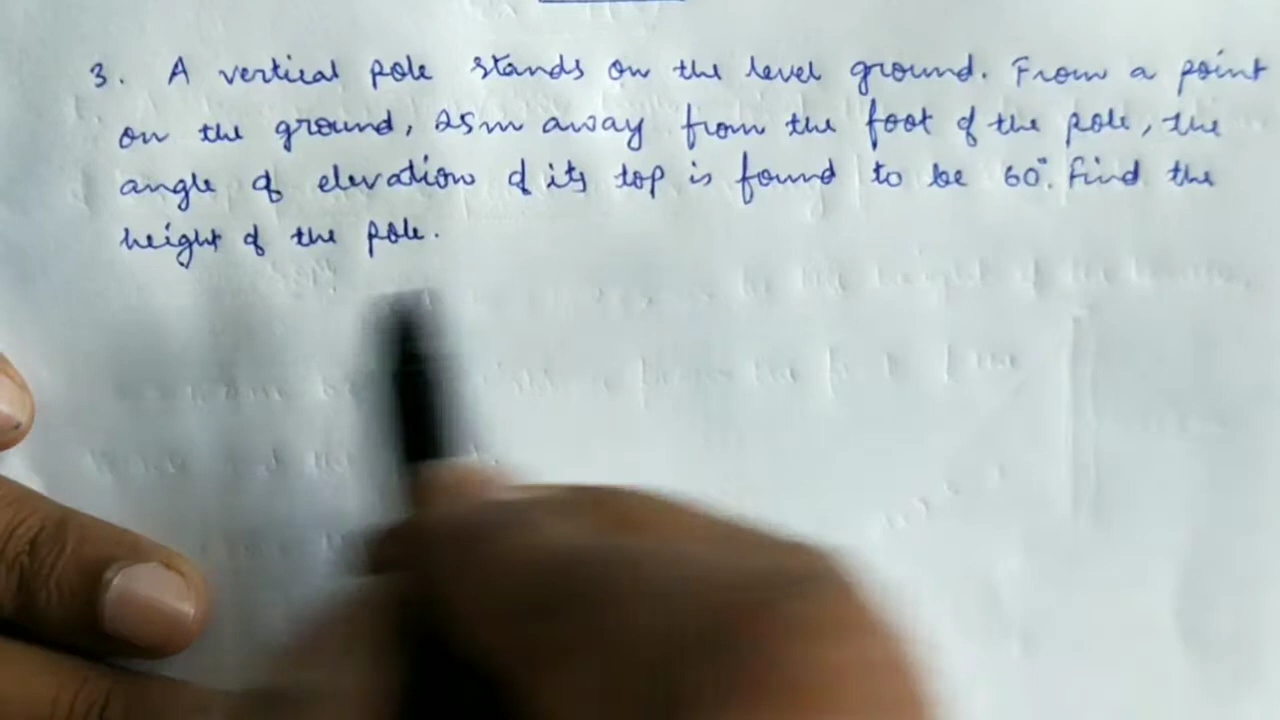 3. A vertical pole stands on the level ground. From a point
on the ground, 25m away from the foot of the pole, the
angle of elevation of its top is found to be 60°. Find the
height of the pole.